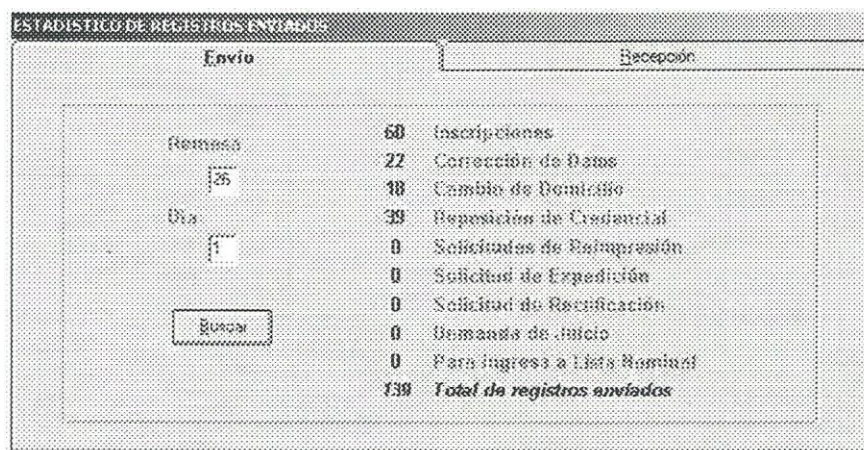 ESTADISTICO DE REGISTROS ENVIADOS
Envío
Recepción
Remesa
26
Día
1
Buscar
60 Inscripciones
22 Corrección de Datos
18 Cambio de Domicilio
39 Reposición de Credencial
0 Solicitudes de Reimpresión
0 Solicitud de Expedición
0 Solicitud de Rectificación
0 Demanda de Juicio
0 Para ingresa a Lista Nominal
139 Total de registros envíados